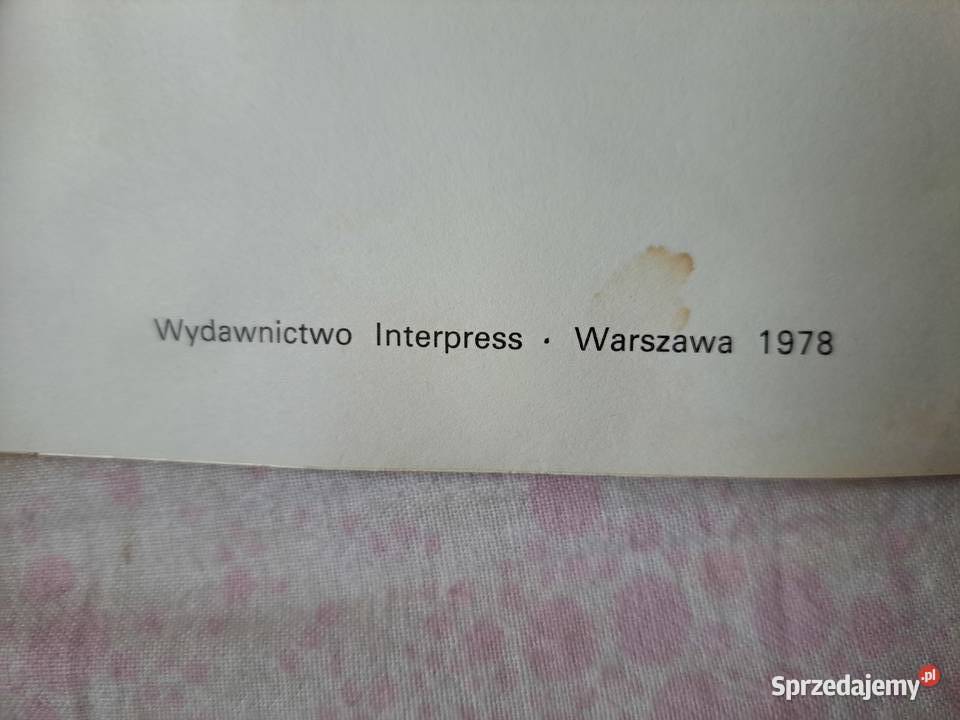 Wydawnictwo Interpress · Warszawa 1978
Sprzedajemy.pl